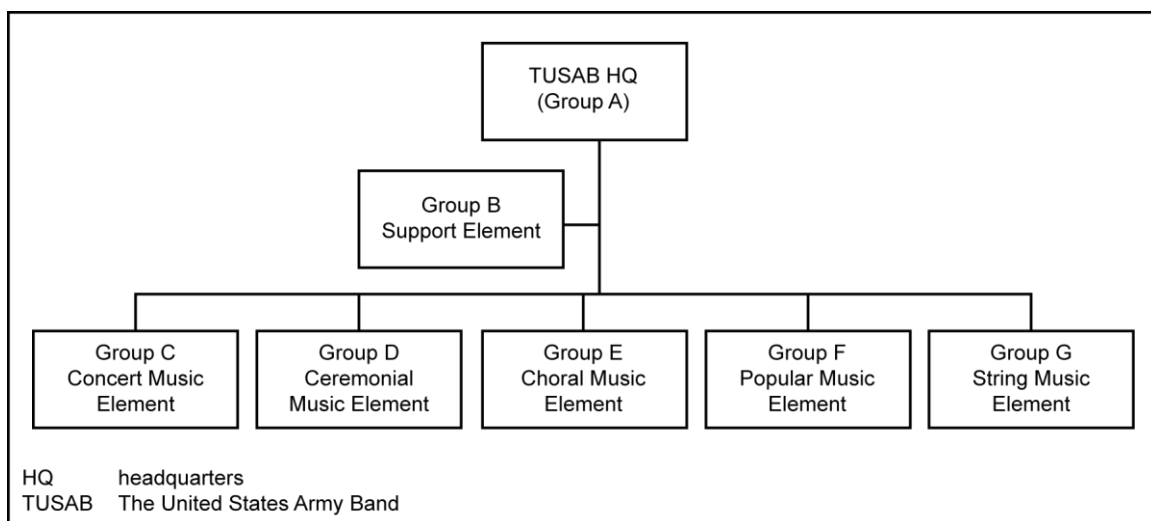 TUSAB HQ
(Group A)
Group B
Support Element
Group C
Concert Music
Element
Group D
Ceremonial
Music Element
Group E
Choral Music
Element
Group F
Popular Music
Element
Group G
String Music
Element
HQ headquarters
TUSAB The United States Army Band